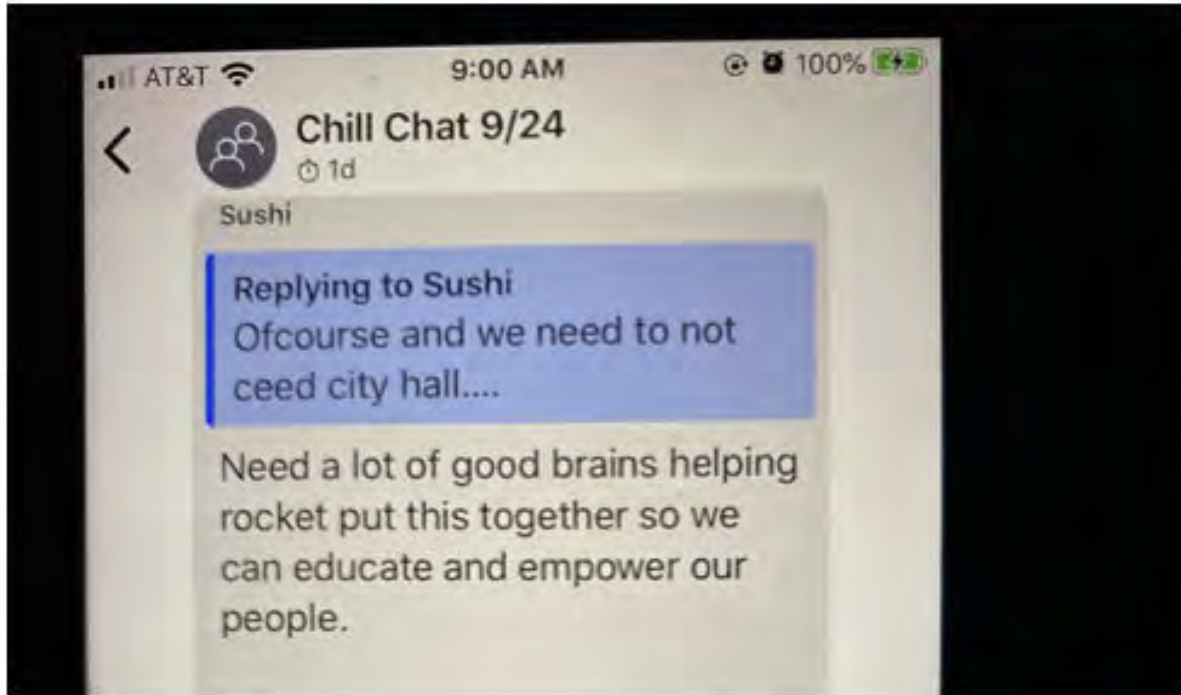 AT&T 9:00 AM 100%
Chill Chat 9/24
1d
Sushi
Replying to Sushi
Ofcourse and we need to not
ceed city hall....
Need a lot of good brains helping
rocket put this together so we
can educate and empower our
people.